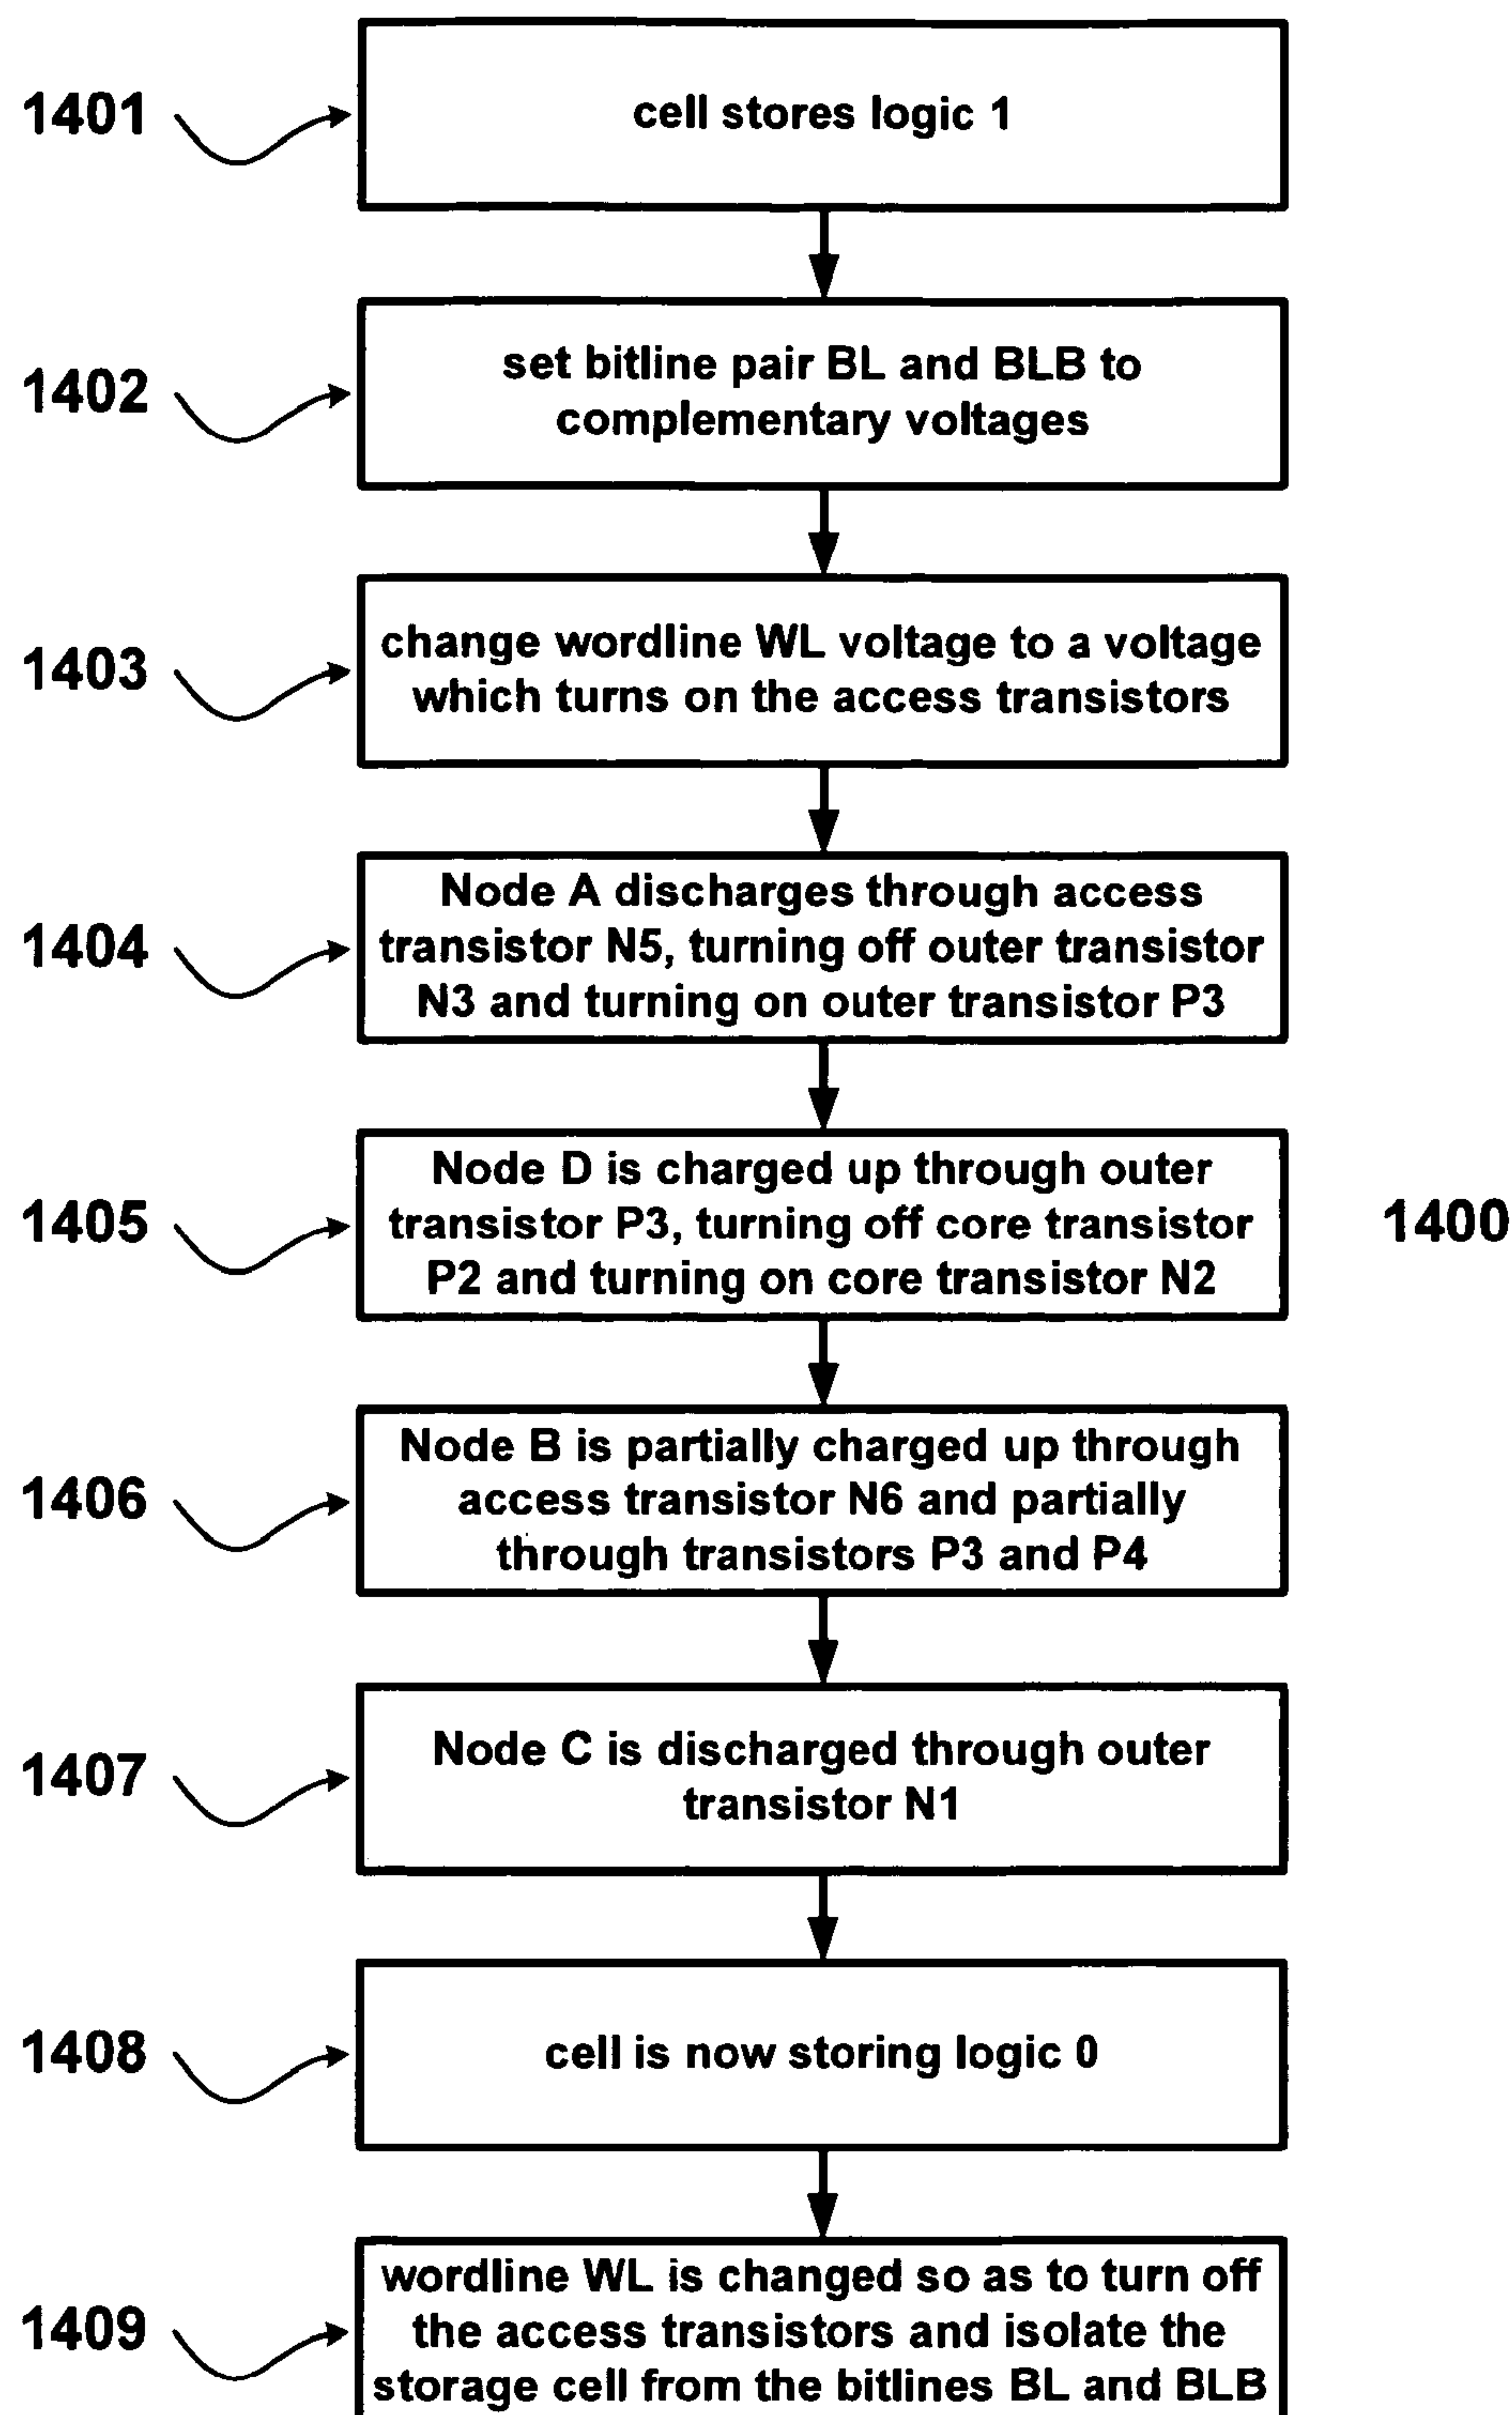 1401
cell stores logic 1
1402
set bitline pair BL and BLB to
complementary voltages
1403
change wordline WL voltage to a voltage
which turns on the access transistors
1404
Node A discharges through access
transistor N5, turning off outer transistor
N3 and turning on outer transistor P3
1405
Node D is charged up through outer
transistor P3, turning off core transistor
P2 and turning on core transistor N2
1400
1406
Node B is partially charged up through
access transistor N6 and partially
through transistors P3 and P4
1407
Node C is discharged through outer
transistor N1
1408
cell is now storing logic 0
1409
wordline WL is changed so as to turn off
the access transistors and isolate the
storage cell from the bitlines BL and BLB